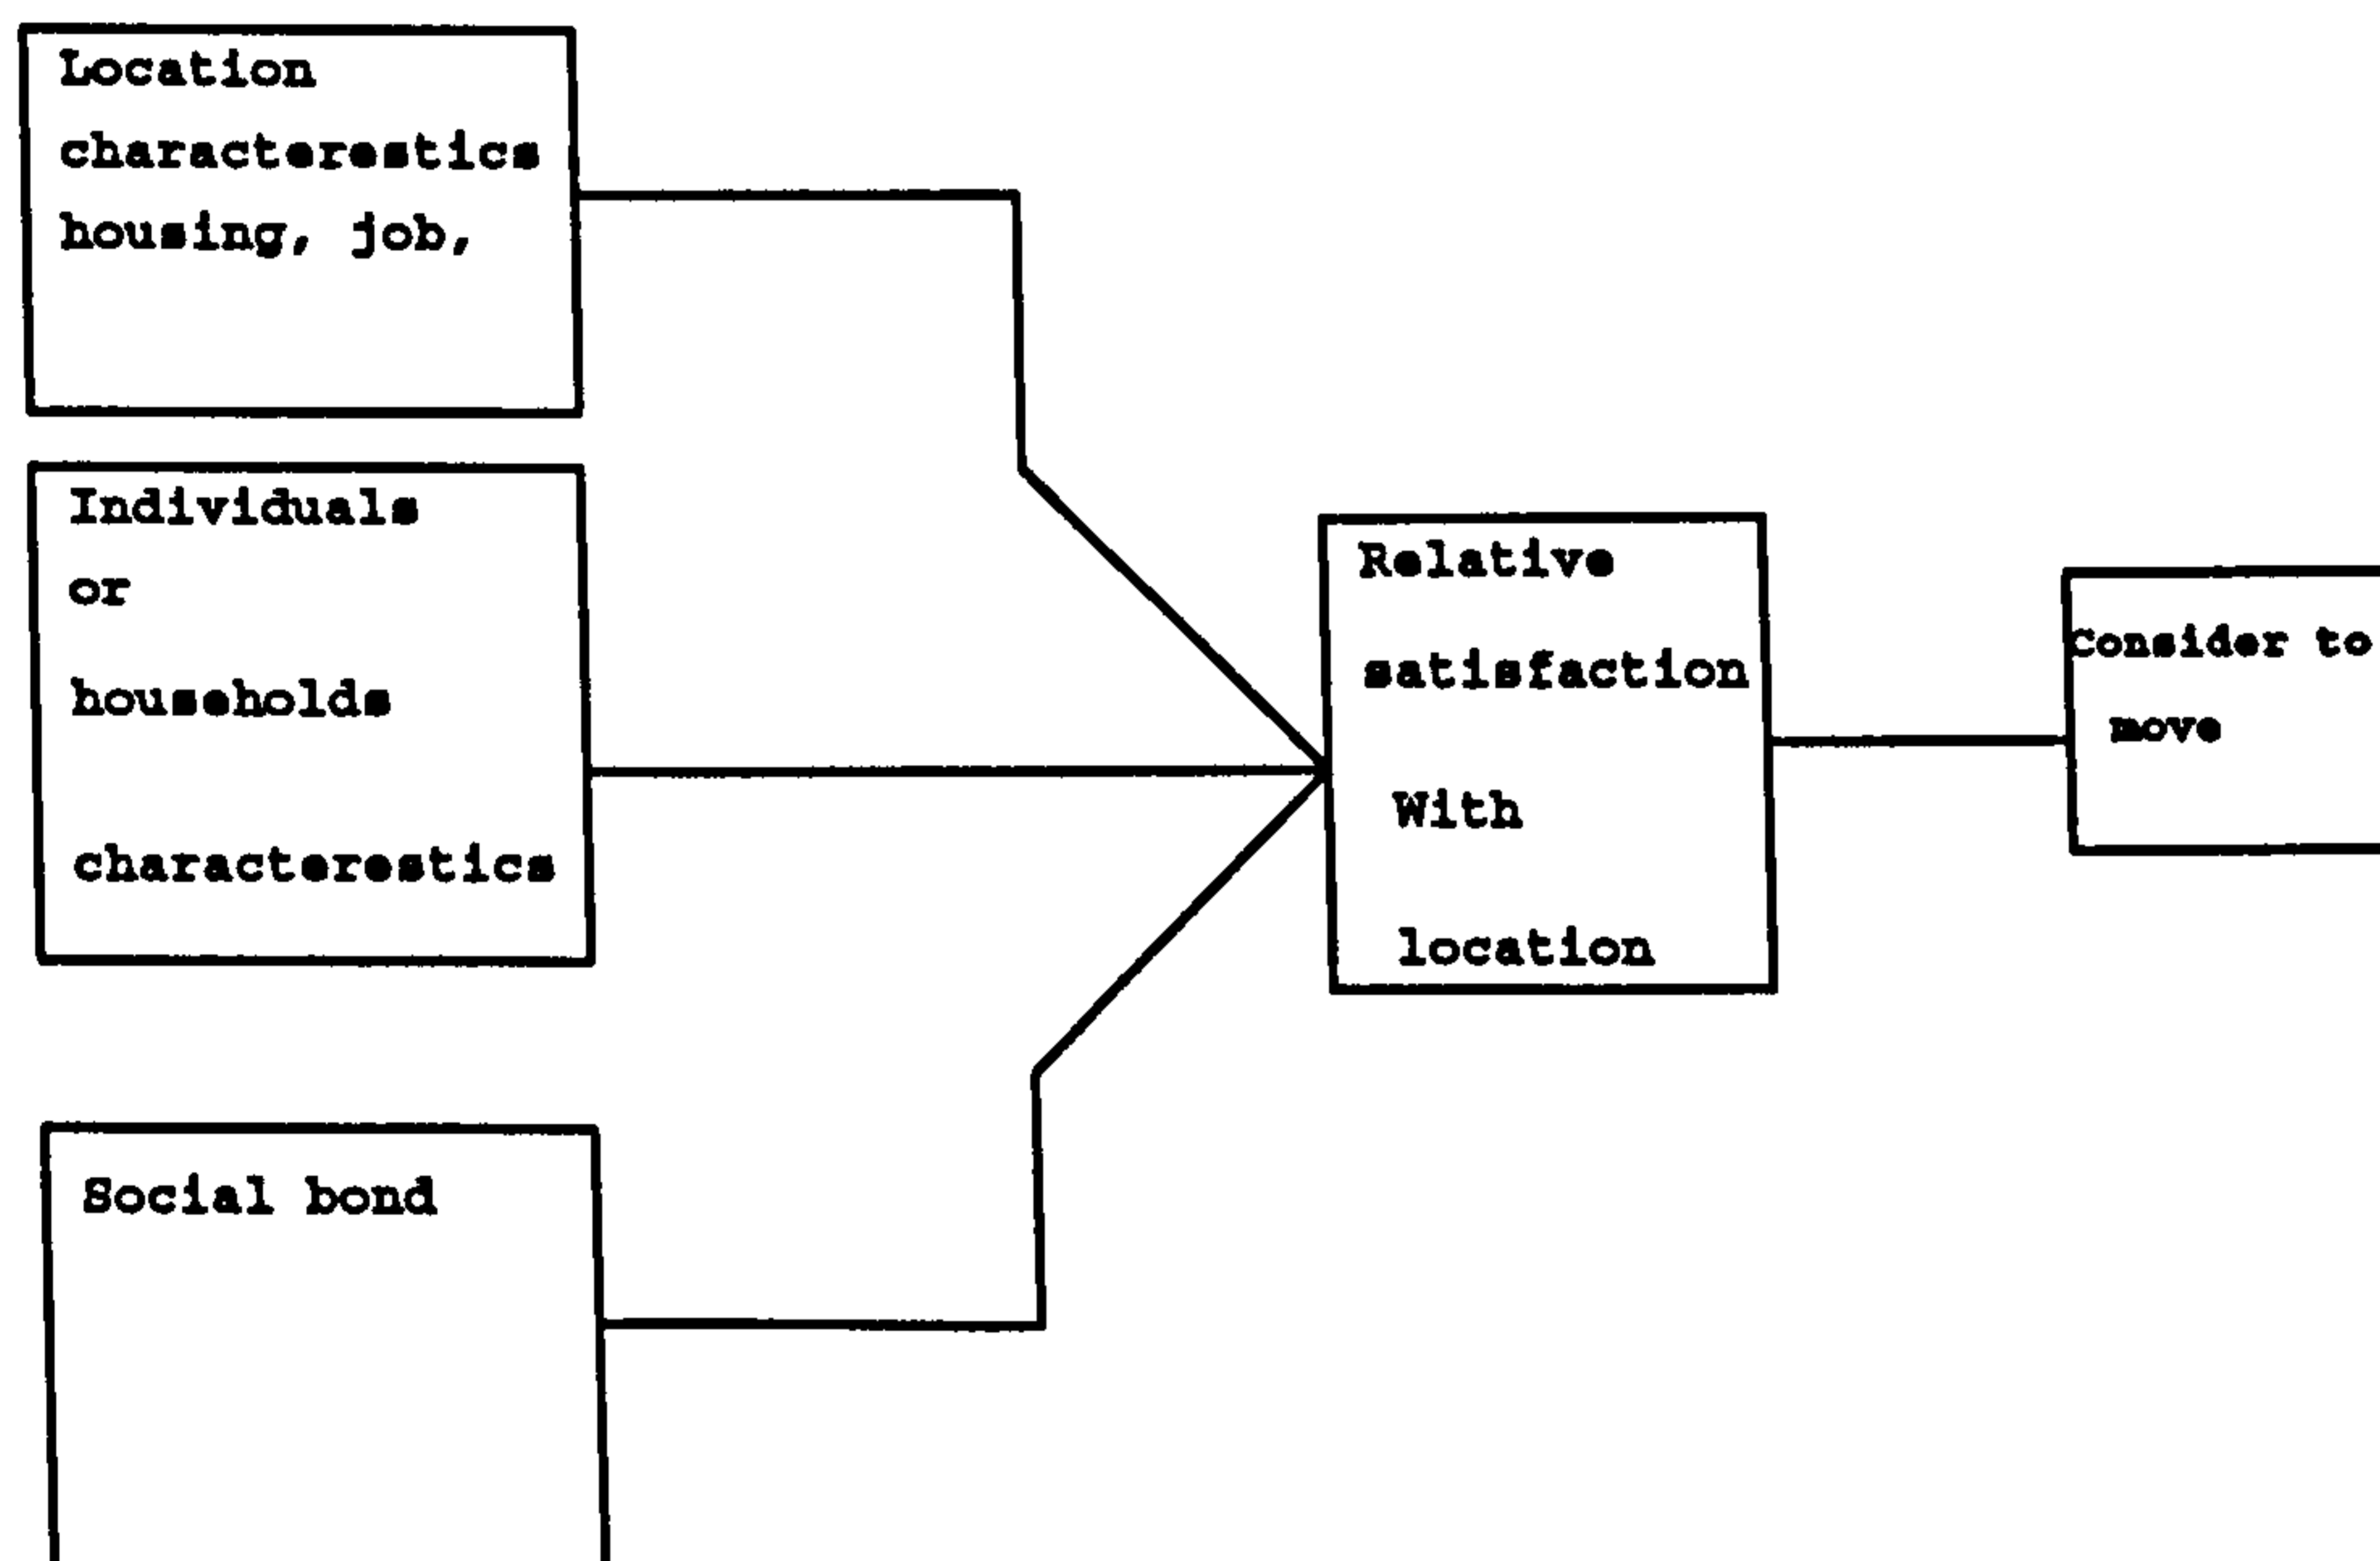 Location
characterestics
housing, job,
Individuals
or
households
characterestics
Social bond
Relative
satisfaction
With
location
Consider to
move